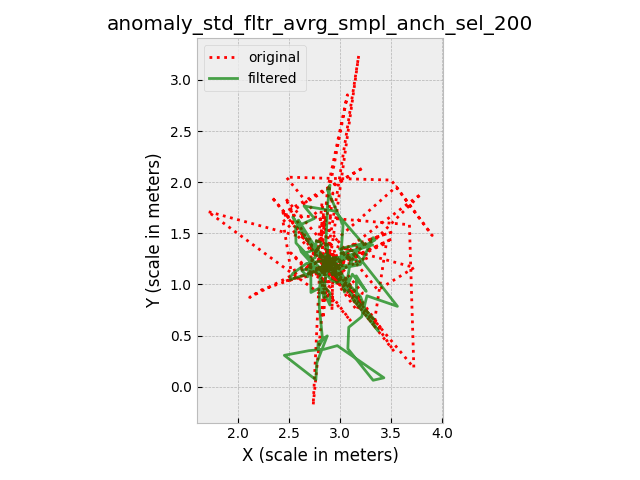 anomaly_std_fltr_avrg_smpl_anch_sel_200
original
filtered
3.0
2.5
2.0
1.5
1.0
0.5
0.0
Y (scale in meters)
2.0 2.5 3.0 3.5 4.0
X (scale in meters)